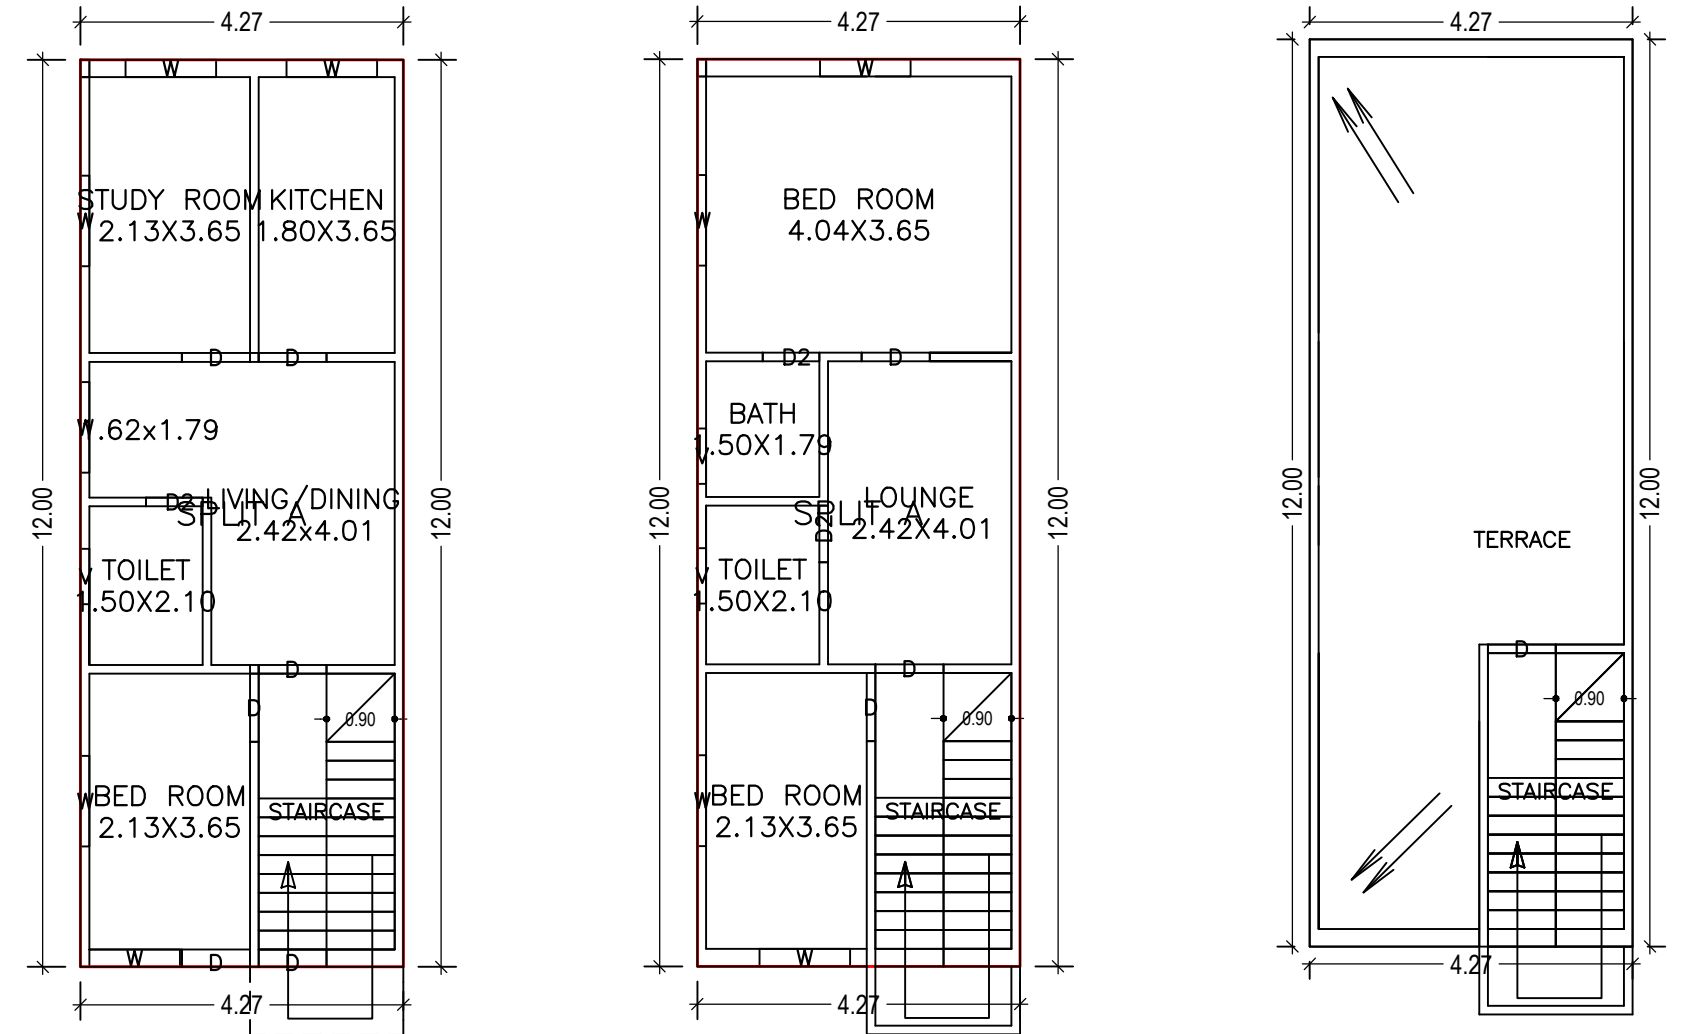 4.27
12.00
12.00
W
W
STUDY ROOM
2.13X3.65
KITCHEN
1.80X3.65
W
D
D
W
.62x1.79
D2
LIVING/DINING
2.42x4.01
SPLIT A
TOILET
1.50X2.10
V
D
D
0.90
BED ROOM
2.13X3.65
W
STAIRCASE
W
D
D
4.27
4.27
12.00
12.00
W
BED ROOM
4.04X3.65
W
D2
D
BATH
1.50X1.79
V
LOUNGE
2.42X4.01
SPLIT A
D2
TOILET
1.50X2.10
V
D
D
0.90
BED ROOM
2.13X3.65
W
STAIRCASE
W
4.27
4.27
12.00
12.00
TERRACE
D
0.90
STAIRCASE
4.27